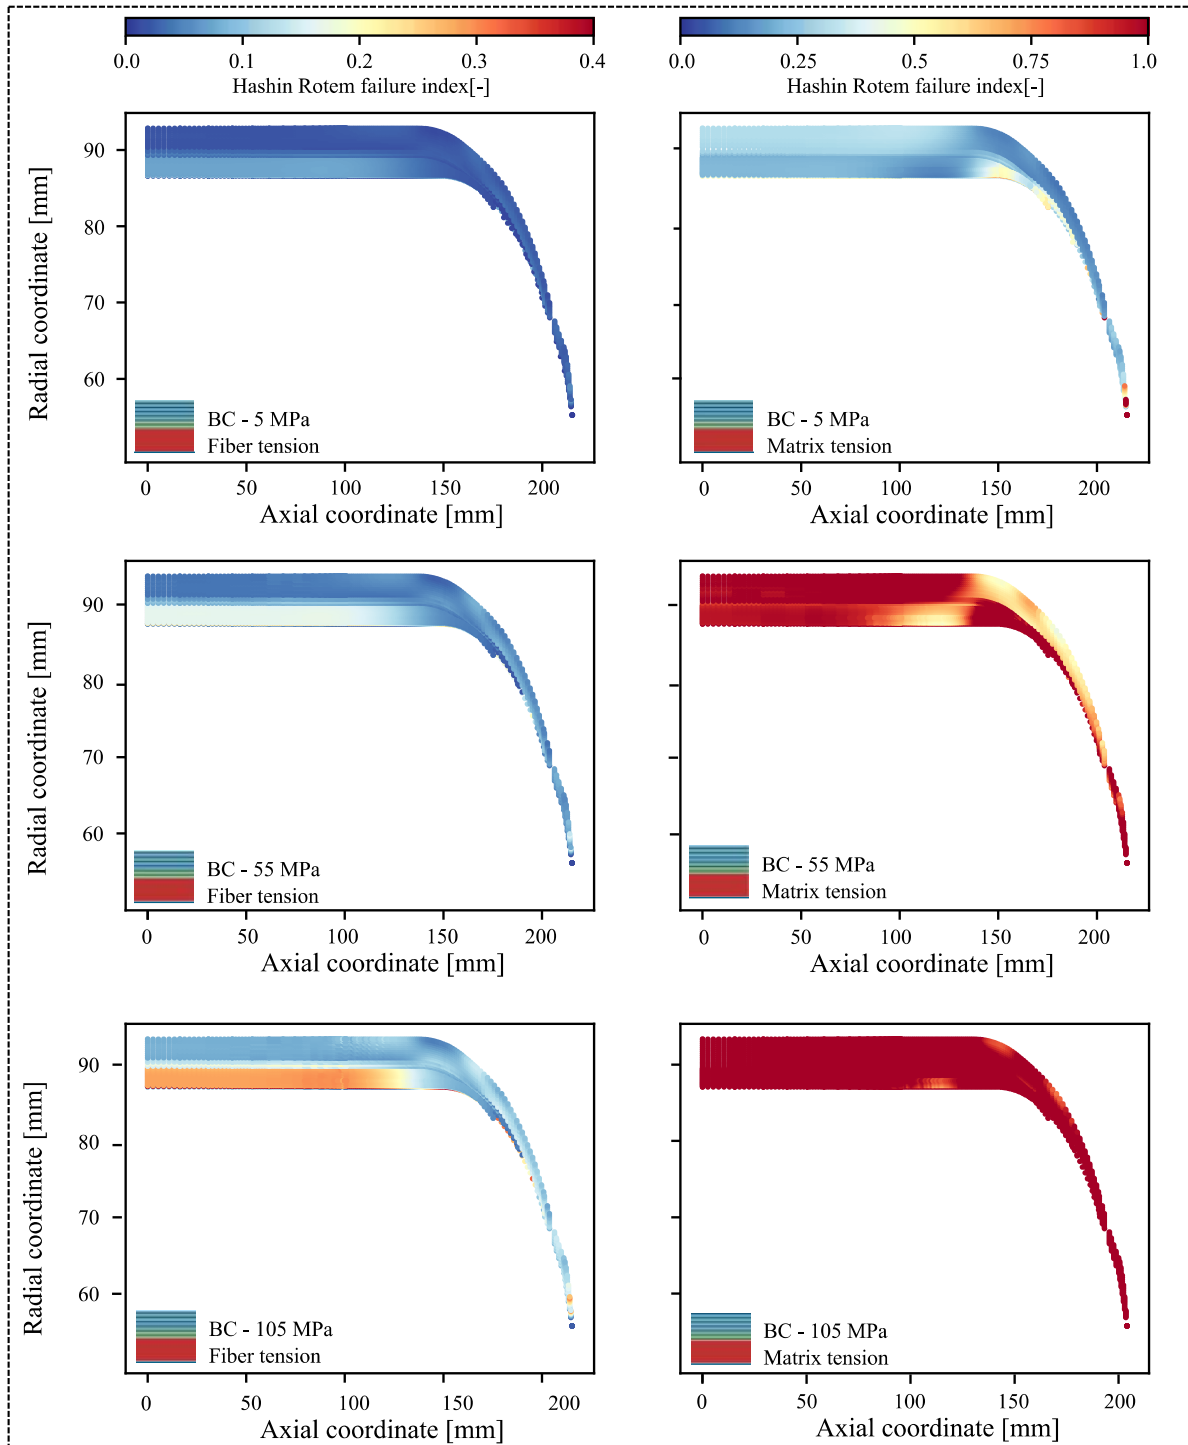 0.0 0.1 0.2 0.3 0.4
Hashin Rotem failure index[-]
0.0 0.25 0.5 0.75 1.0
Hashin Rotem failure index[-]
Radial coordinate [mm]
90
80
70
60
BC - 5 MPa
Fiber tension
0 50 100 150 200
Axial coordinate [mm]
BC - 5 MPa
Matrix tension
0 50 100 150 200
Axial coordinate [mm]
Radial coordinate [mm]
90
80
70
60
BC - 55 MPa
Fiber tension
0 50 100 150 200
Axial coordinate [mm]
BC - 55 MPa
Matrix tension
0 50 100 150 200
Axial coordinate [mm]
Radial coordinate [mm]
90
80
70
60
BC - 105 MPa
Fiber tension
0 50 100 150 200
Axial coordinate [mm]
BC - 105 MPa
Matrix tension
0 50 100 150 200
Axial coordinate [mm]